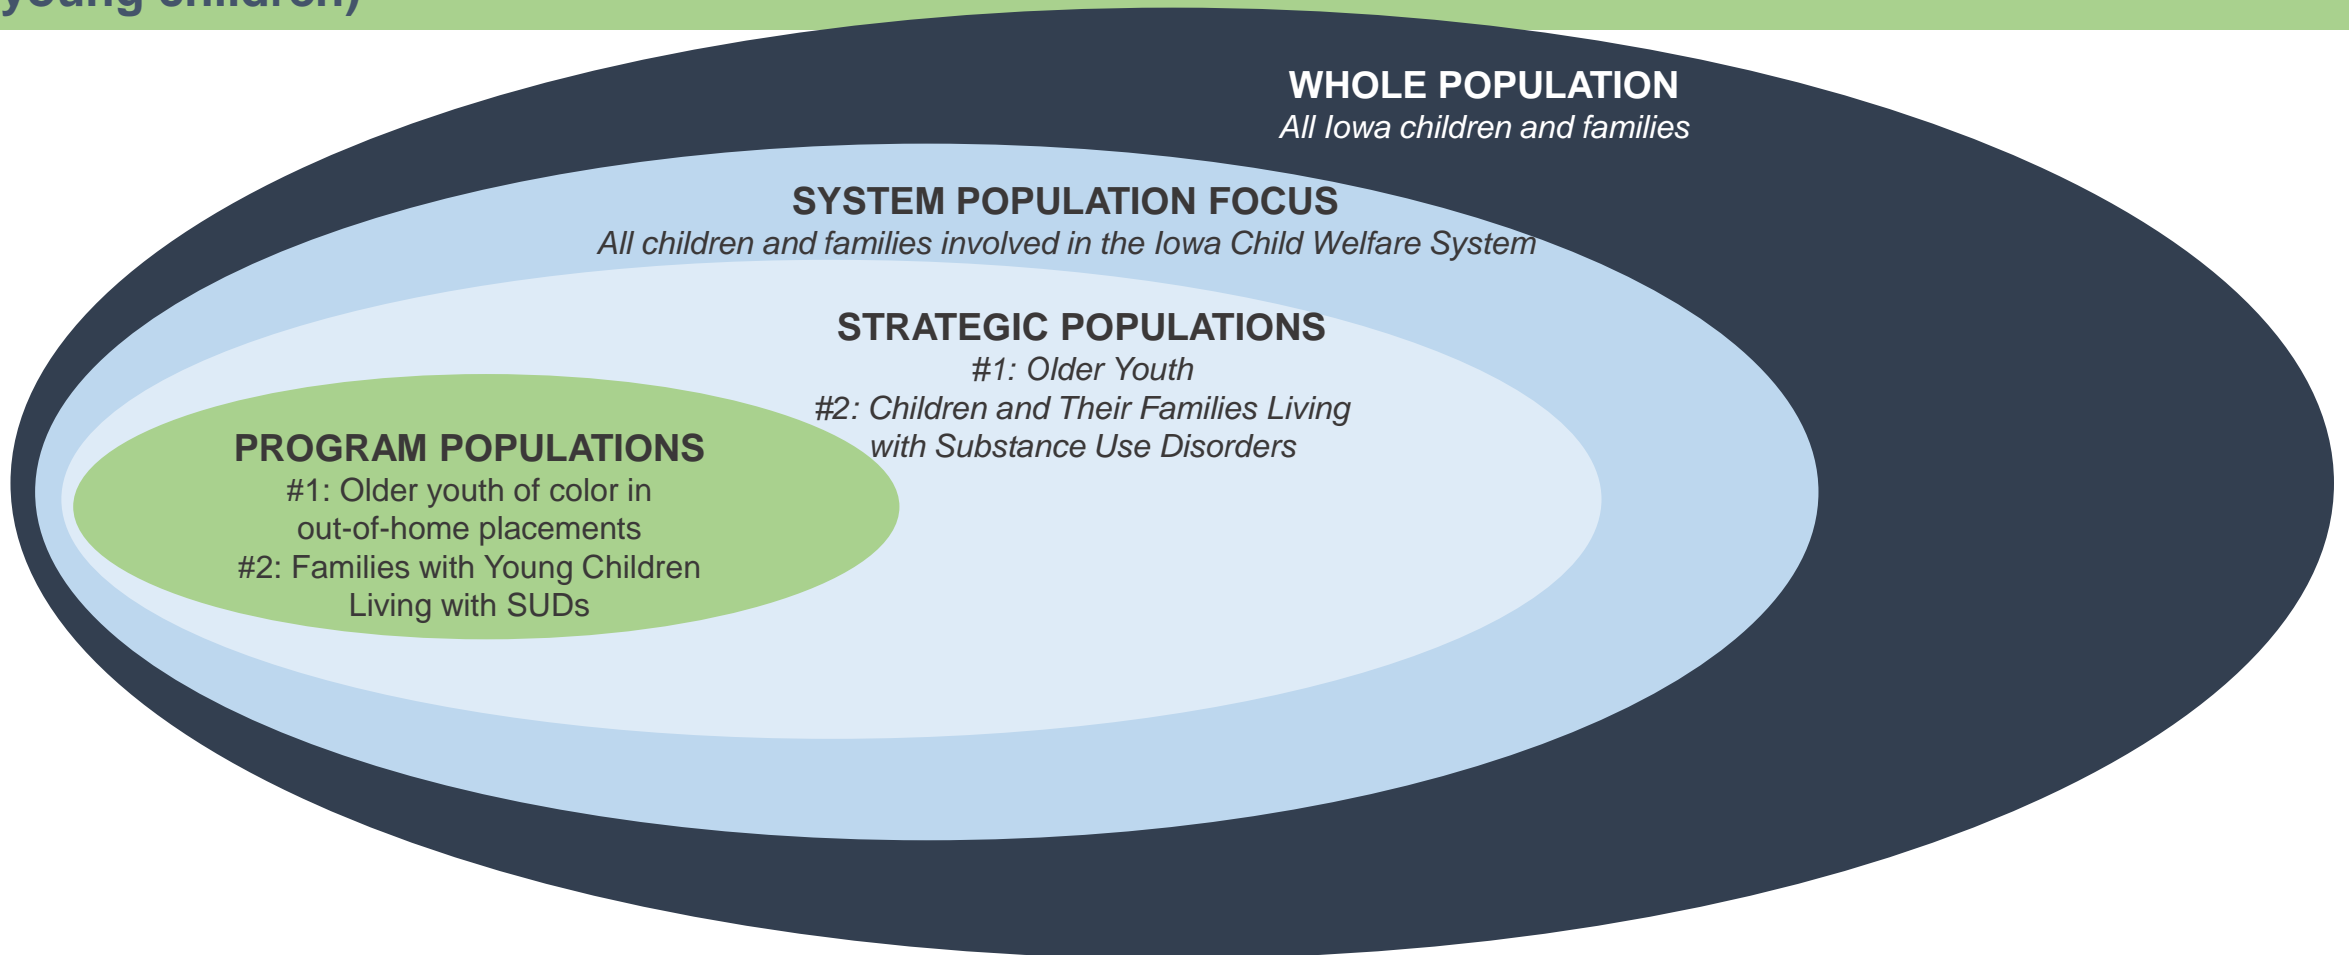 young children)
WHOLE POPULATION
All Iowa children and families
SYSTEM POPULATION FOCUS
All children and families involved in the Iowa Child Welfare System
STRATEGIC POPULATIONS
#1: Older Youth
#2: Children and Their Families Living
with Substance Use Disorders
PROGRAM POPULATIONS
#1: Older youth of color in
out-of-home placements
#2: Families with Young Children
Living with SUDs